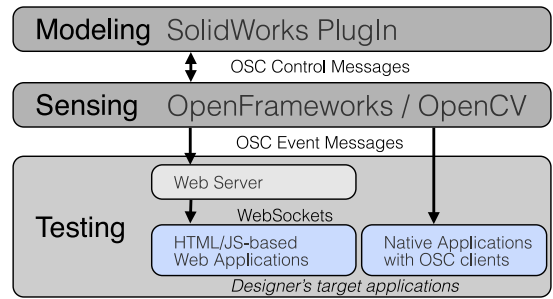 Modeling SolidWorks PlugIn
OSC Control Messages
Sensing OpenFrameworks / OpenCV
OSC Event Messages
Testing
Web Server
WebSockets
HTML/JS-based
Web Applications
Native Applications
with OSC clients
Designer's target applications